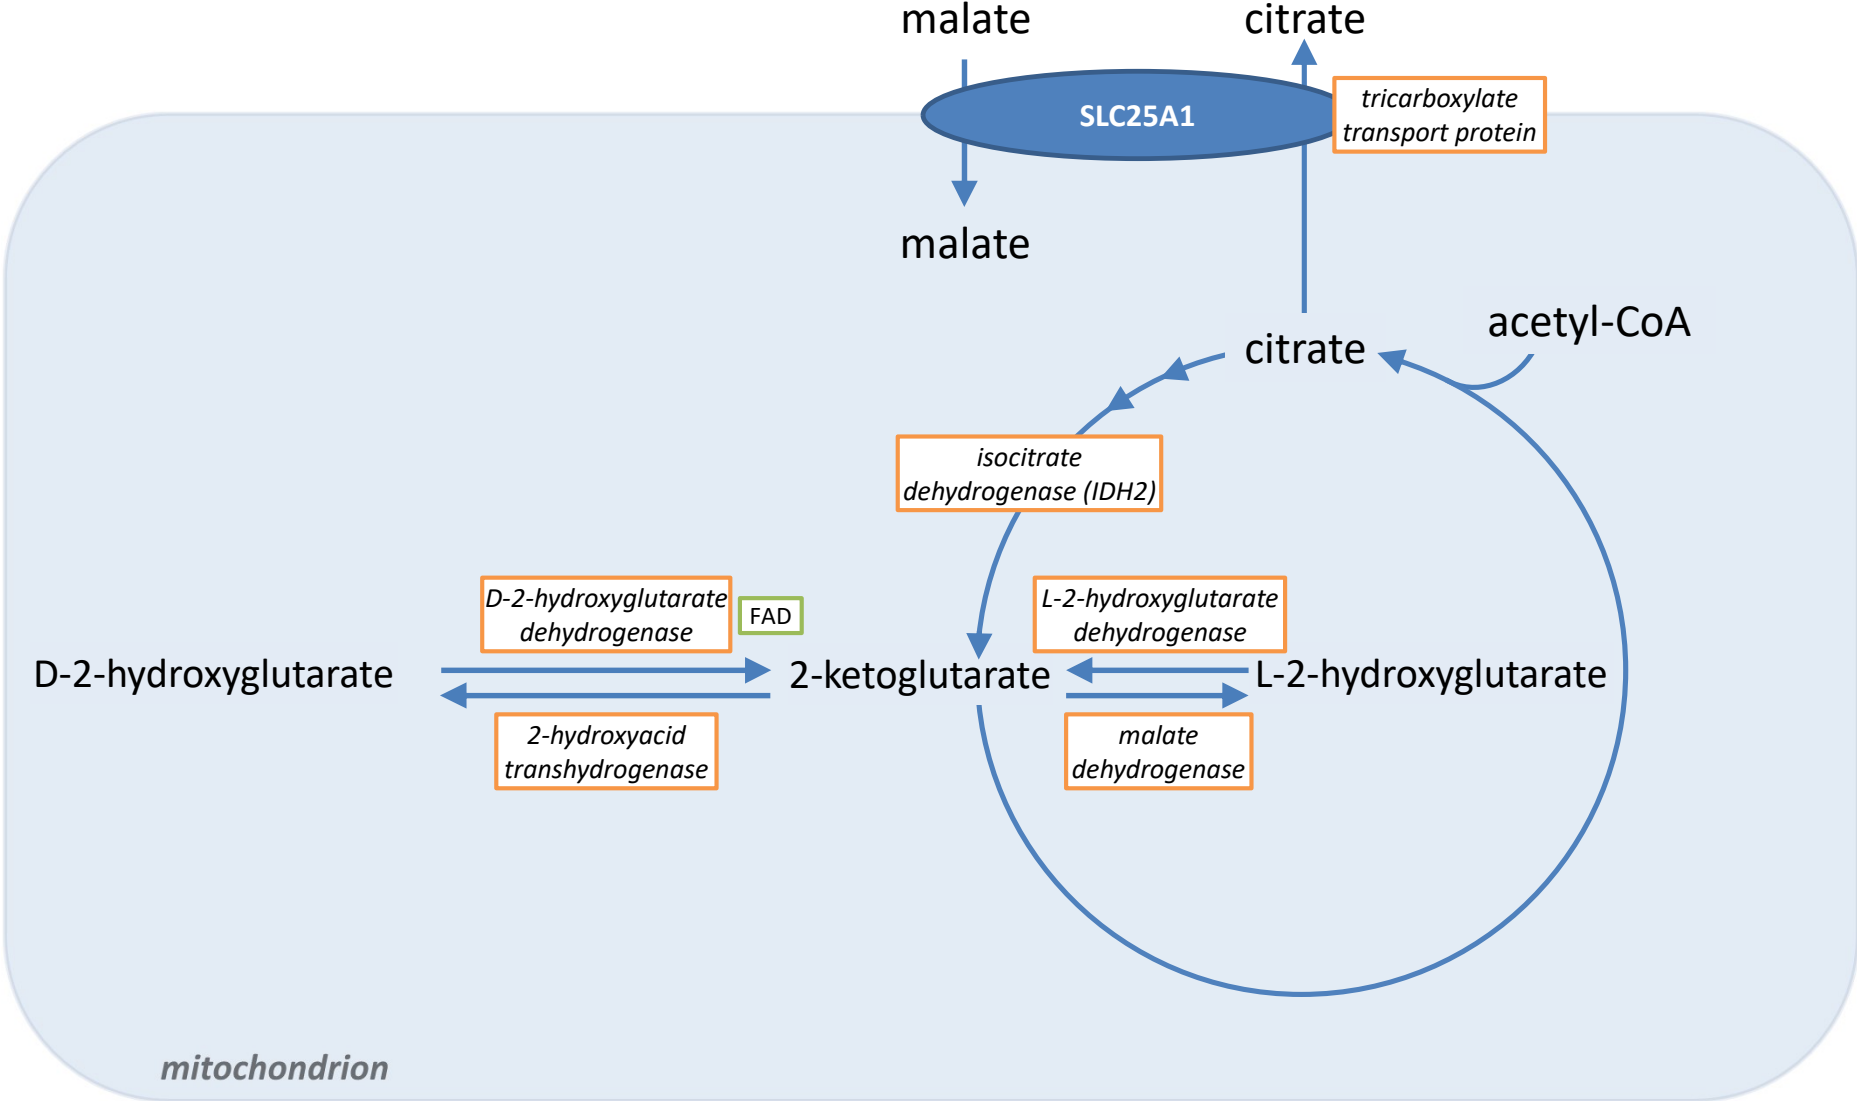 malate
citrate
SLC25A1
tricarboxylate
transport protein
malate
acetyl-CoA
citrate
isocitrate
dehydrogenase (IDH2)
D-2-hydroxyglutarate
dehydrogenase
FAD
L-2-hydroxyglutarate
dehydrogenase
D-2-hydroxyglutarate
2-ketoglutarate
L-2-hydroxyglutarate
2-hydroxyacid
transhydrogenase
malate
dehydrogenase
mitochondrion